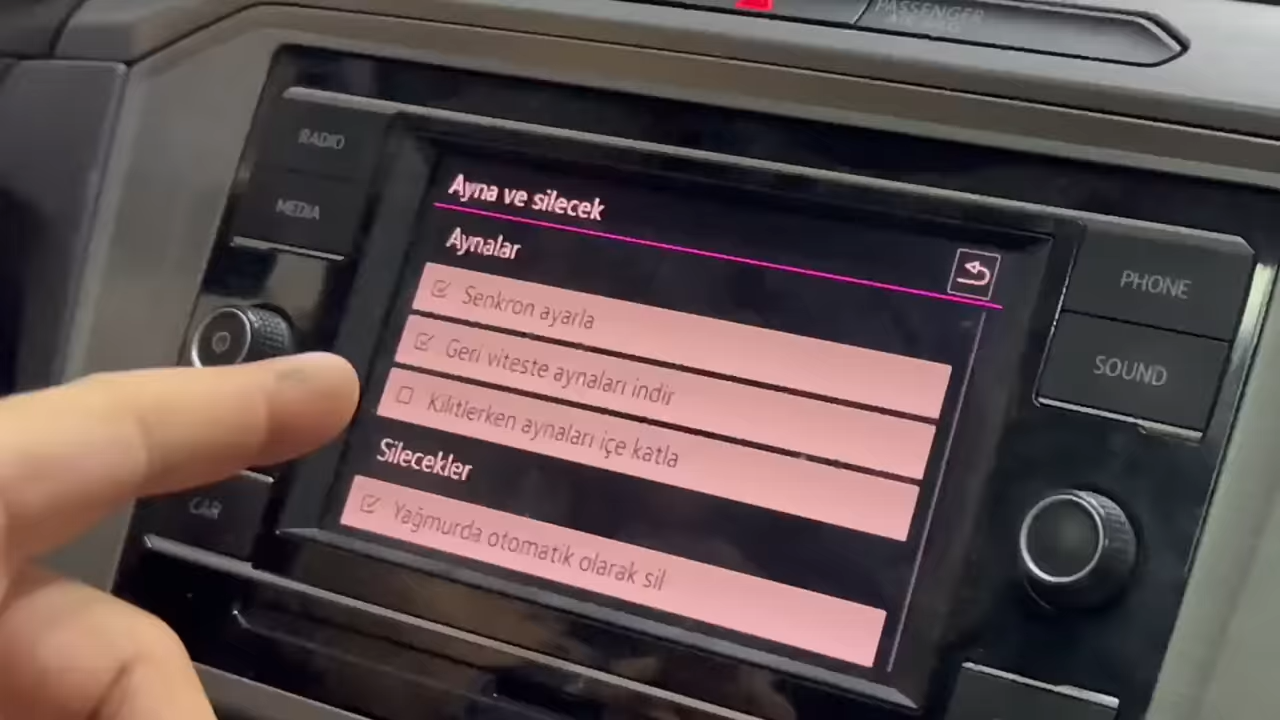 PASSENGER
RADIO
MEDIA
CAR
PHONE
SOUND
Ayna ve silecek
Aynalar
Senkron ayarla
Geri viteste aynaları indir
Kilitlerken aynaları içe katla
Silecekler
Yağmurda otomatik olarak sil